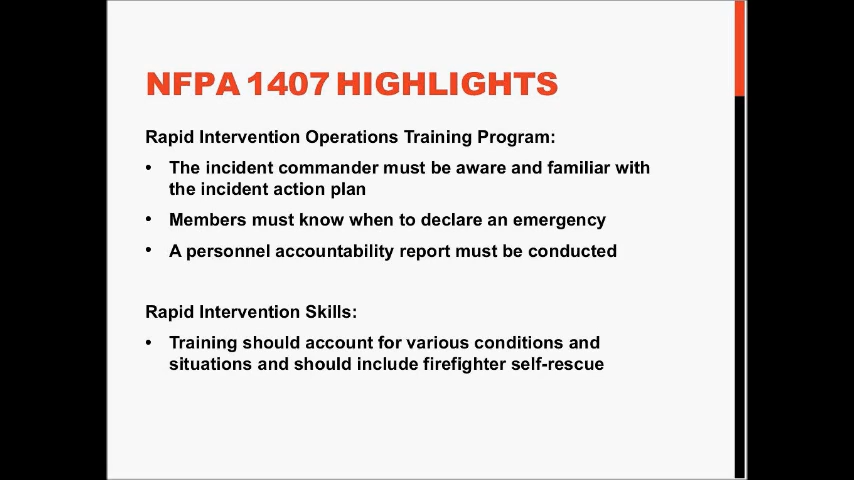 NFPA 1407 HIGHLIGHTS
Rapid Intervention Operations Training Program:
• The incident commander must be aware and familiar with
the incident action plan
• Members must know when to declare an emergency
• A personnel accountability report must be conducted
Rapid Intervention Skills:
• Training should account for various conditions and
situations and should include firefighter self-rescue